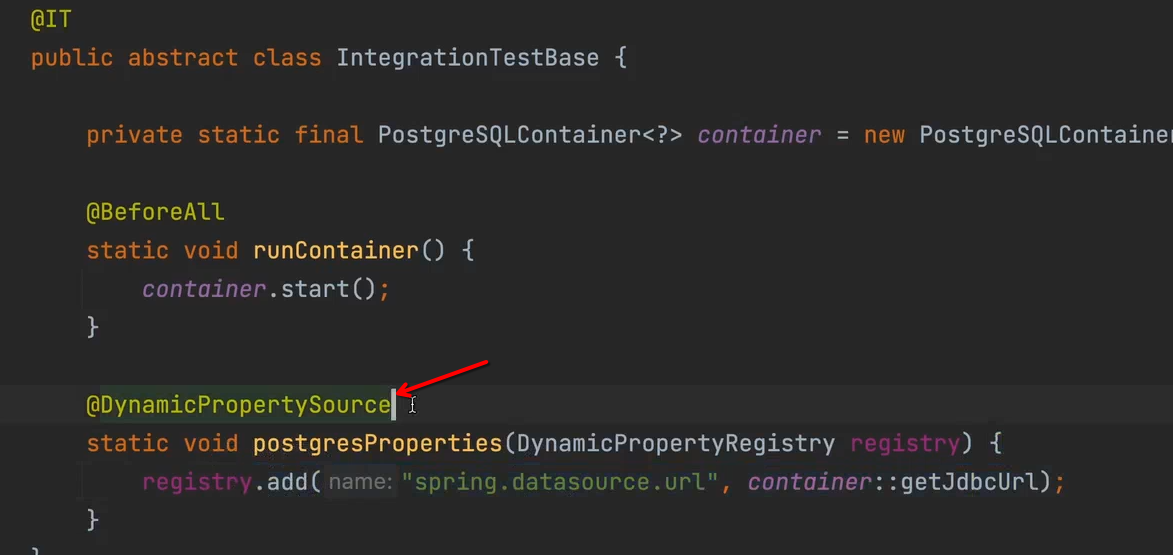 @IT
public abstract class IntegrationTestBase {
private static final PostgreSQLContainer<?> container = new PostgreSQLContainer
@BeforeAll
static void runContainer() {
container.start();
}
@DynamicPropertySource
static void postgresProperties(DynamicPropertyRegistry registry) {
registry.add( name: "spring.datasource.url", container::getJdbcUrl);
}
}